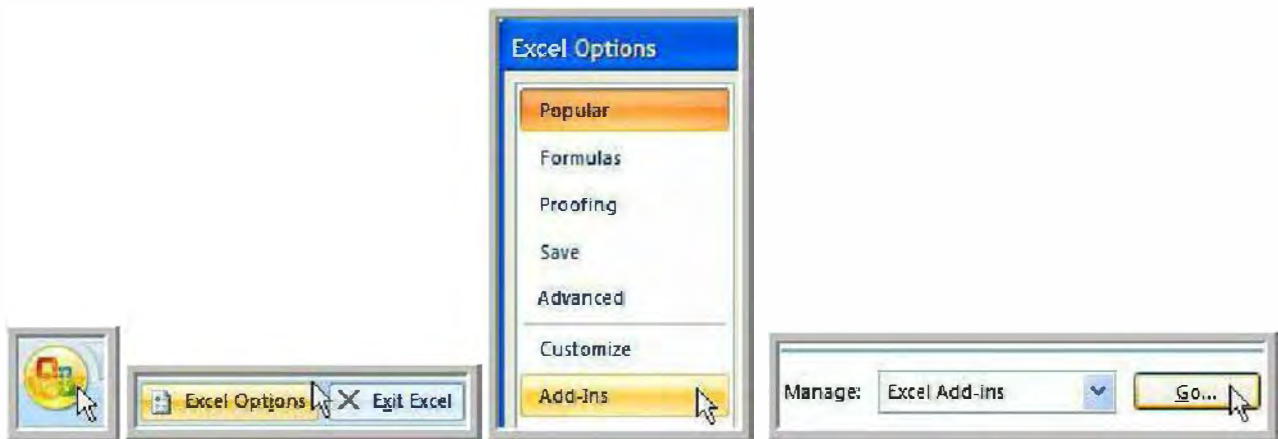 Excel Options
Exit Excel
Excel Options
Popular
Formulas
Proofing
Save
Advanced
Customize
Add-Ins
Manage:
Excel Add-ins
Go...